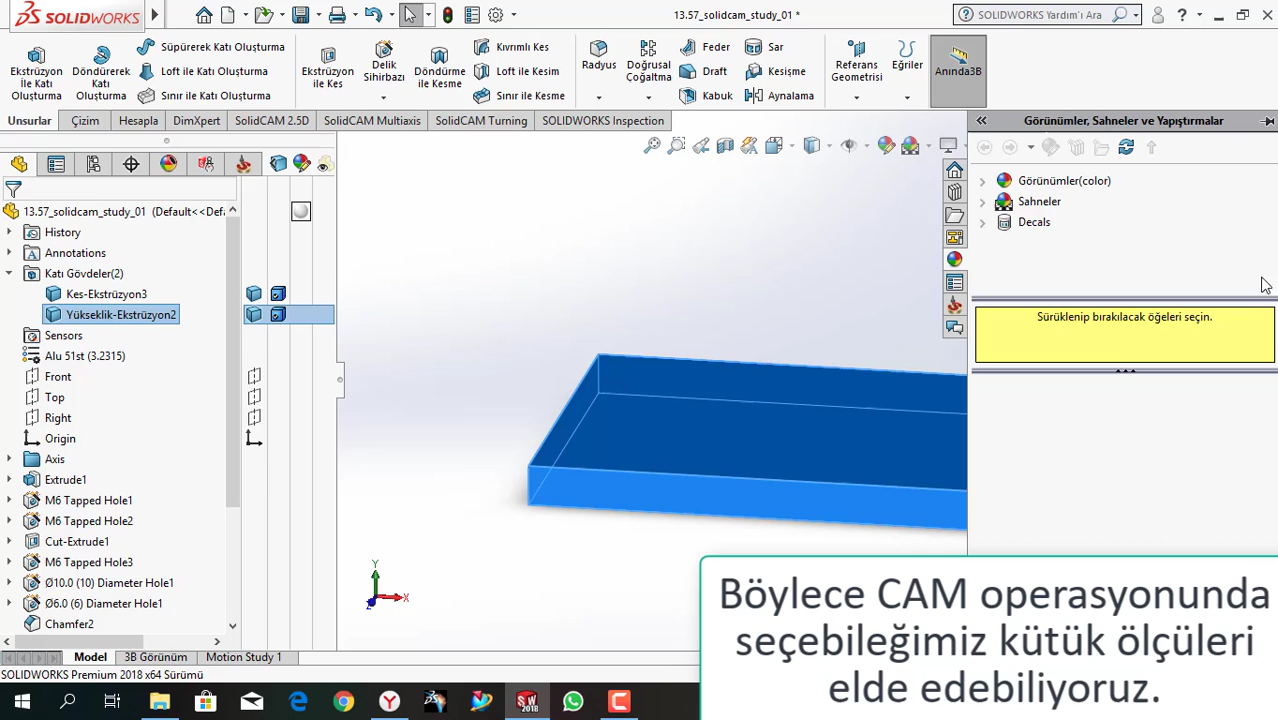 SOLIDWORKS
13.57_solidcam_study_01 *
SOLIDWORKS Yardım'ı Ara
Ekstrüzyon
ile Katı
Oluşturma
Döndürerek
Katı
Oluşturma
Süpürerek Katı Oluşturma
Loft ile Katı Oluşturma
Sınır ile Katı Oluşturma
Ekstrüzyon
ile Kes
Delik
Sihirbazı
Döndürme
ile Kesme
Kıvrımlı Kes
Loft ile Kesim
Sınır ile Kesme
Radyus
Doğrusal
Çoğaltma
Feder
Draft
Kabuk
Sar
Kesişme
Aynalama
Referans
Geometrisi
Eğriler
Anında3B
Unsurlar
Çizim
Hesapla
DimXpert
SolidCAM 2.5D
SolidCAM Multiaxis
SolidCAM Turning
SOLIDWORKS Inspection
13.57_solidcam_study_01 (Default<<Def
History
Annotations
Katı Gövdeler(2)
Kes-Ekstrüzyon3
Yükseklik-Ekstrüzyon2
Sensors
Alu 51st (3.2315)
Front
Top
Right
Origin
Axis
Extrude1
M6 Tapped Hole1
M6 Tapped Hole2
Cut-Extrude1
M6 Tapped Hole3
Ø10.0 (10) Diameter Hole1
Ø6.0 (6) Diameter Hole1
Chamfer2
Y
X
Z
Görünümler, Sahneler ve Yapıştırmalar
Görünümler(color)
Sahneler
Decals
Sürüklenip bırakılacak öğeleri seçin.
Model
3B Görünüm
Motion Study 1
SOLIDWORKS Premium 2018 x64 Sürümü
Böylece CAM operasyonunda
seçebileğimiz kütük ölçüleri
elde edebiliyoruz.